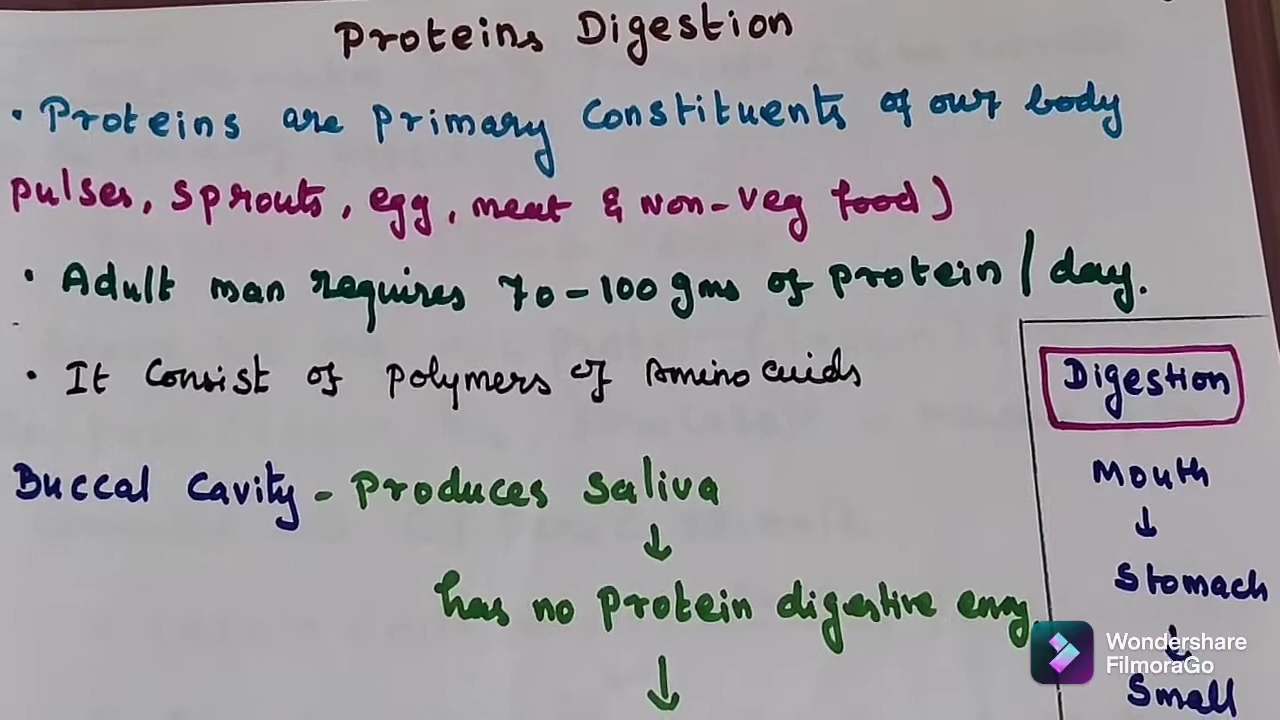 Proteins Digestion
• Proteins are primary constituents of our body
pulses, sprouts, egg, meat & Non-veg food)
• Adult man requires 70-100 gms of protein / day.
• It consist of polymers of Amino acids
Buccal cavity - Produces saliva
↓
has no protein digestive enzy
↓
Digestion
Mouth
↓
Stomach
↓
Small
Wondershare
FilmoraGo